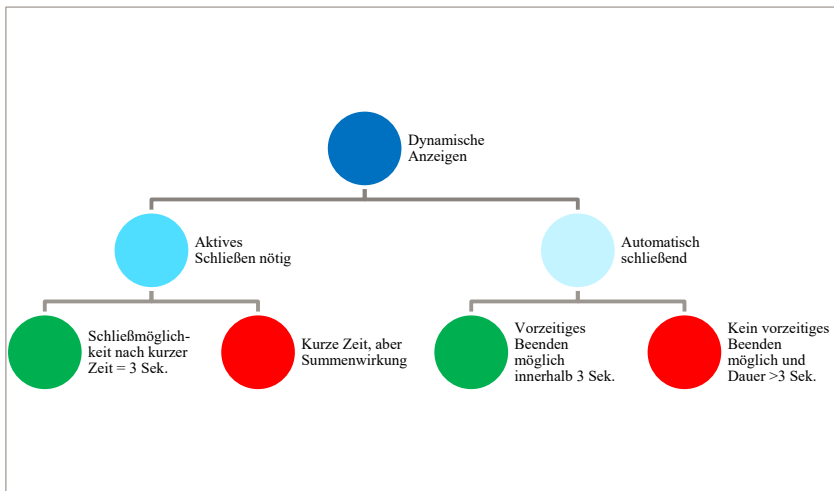 Dynamische
Anzeigen
Aktives
Schließen nötig
Automatisch
schließend
Schließmöglich-
keit nach kurzer
Zeit = 3 Sek.
Kurze Zeit, aber
Summenwirkung
Vorzeitiges
Beenden
möglich
innerhalb 3 Sek.
Kein vorzeitiges
Beenden
möglich und
Dauer >3 Sek.